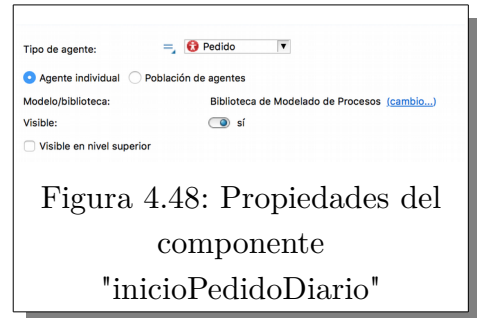 Tipo de agente: Pedido
Agente individual Población de agentes
Modelo/biblioteca: Biblioteca de Modelado de Procesos (cambio...)
Visible: sí
Visible en nivel superior
Figura 4.48: Propiedades del
componente
"inicioPedidoDiario"